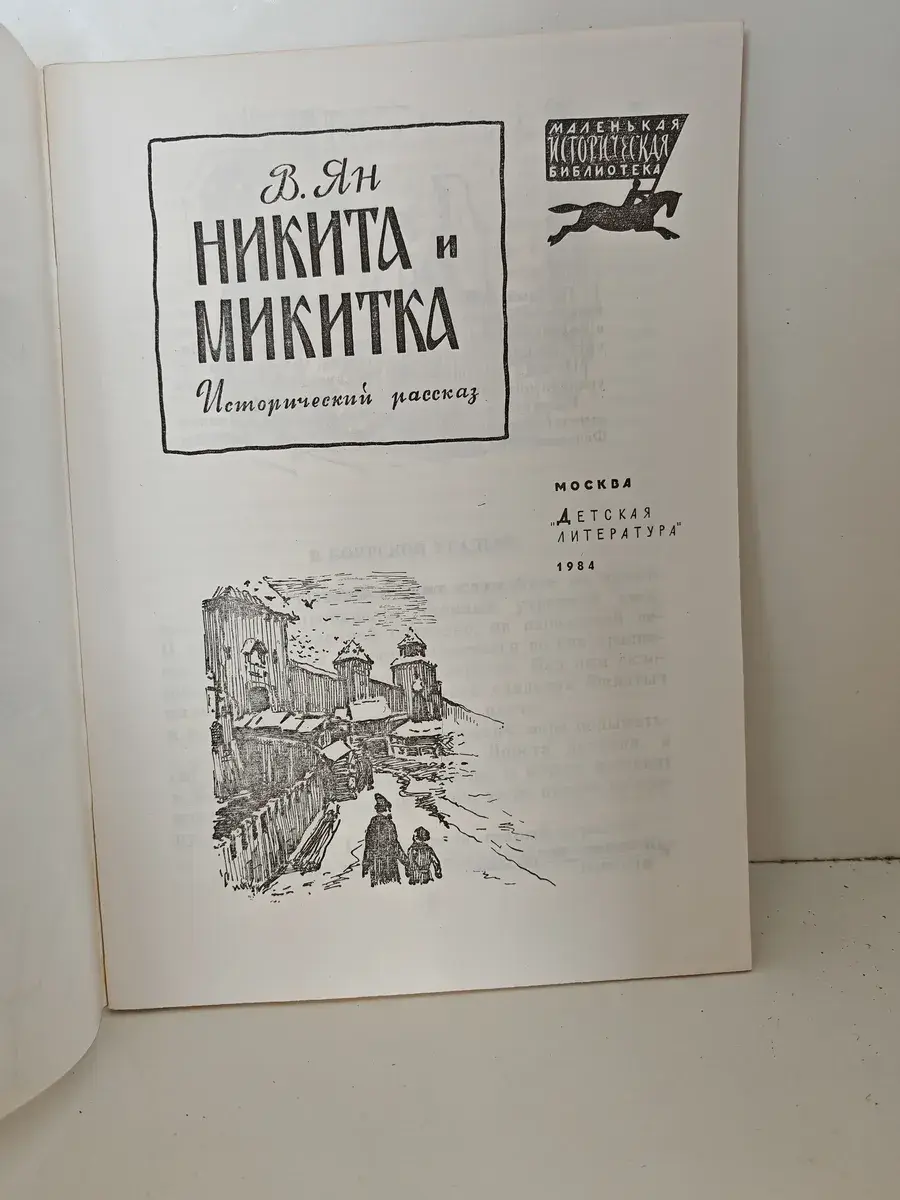 В. Ян
НИКИТА и
МИКИТКА
Исторический рассказ
МАЛЕНЬКАЯ
ИСТОРИЧЕСКАЯ
БИБЛИОТЕКА
МОСКВА
"ДЕТСКАЯ
ЛИТЕРАТУРА"
1984